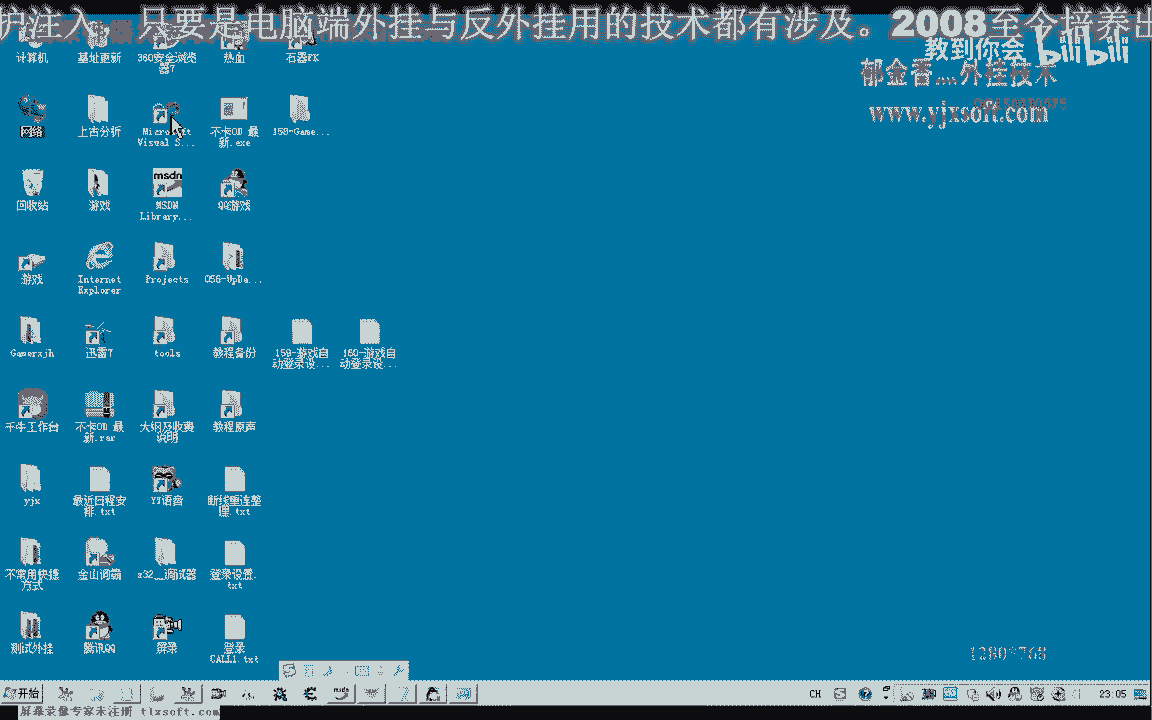 护注入 只要是电脑端外挂与反外挂用的技术都有涉及。2008至今培养出
教到你会 bilibili
郁金香灬外挂技术
www.yjxsoft.com
计算机
基址更新
360安全浏览
器7
热血
石器PK
网络
上古分析
Microsoft
Visual S...
不卡OD 最
新.exe
158-Game...
回收站
游戏
msdn
MSDN
Library...
QQ游戏
游戏
Internet
Explorer
Projects
056-UpDa...
Gamerxjh
迅雷7
tools
教程备份
159-游戏自
动登录设...
160-游戏自
动登录设...
千牛工作台
不卡OD 最
新.rar
大纲及收费
说明
教程原声
yjx
最近日程安
排.txt
YY语音
断线重连整
理.txt
不常用快捷
方式
金山词霸
x32__调试器
登录设置.
txt
测试外挂
腾讯QQ
屏录
登录
CALL1.txt
1280*768
开始
CH
23:05
屏幕录像专家未注册 tlxsoft.com